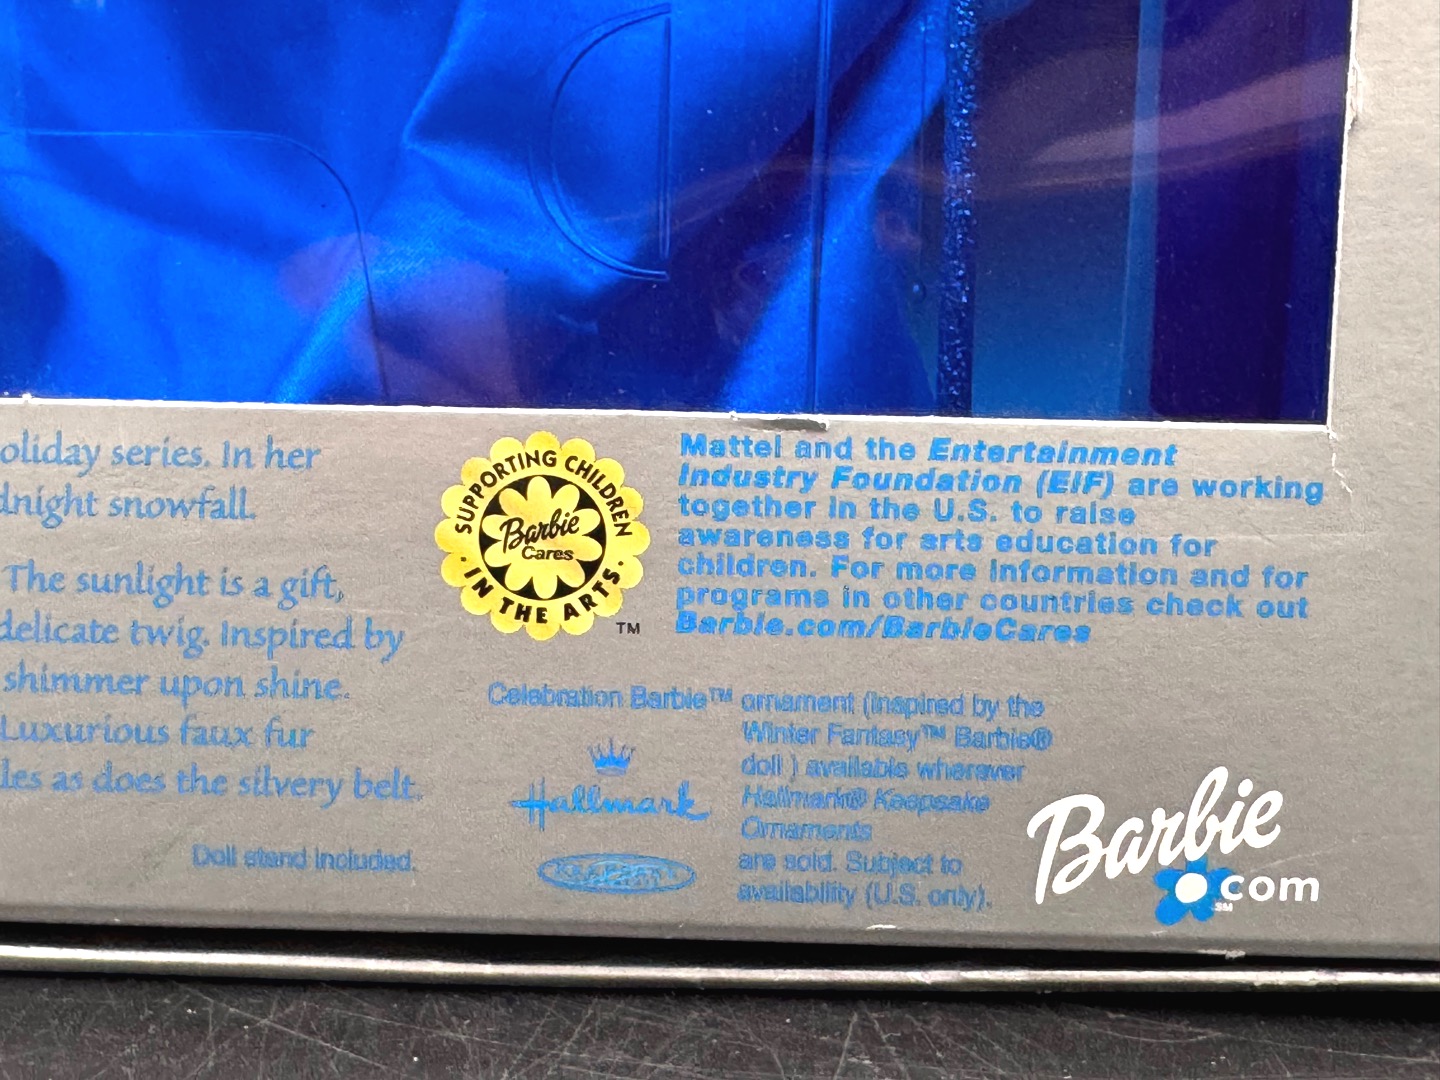 oliday series. In her
dnight snowfall.
The sunlight is a gift,
delicate twig. Inspired by
shimmer upon shine.
Luxurious faux fur
les as does the silvery belt.
Doll stand included.
SUPPORTING CHILDREN
Barbie
Cares
· IN THE ARTS ·
TM
Mattel and the Entertainment
Industry Foundation (EIF) are working
together in the U.S. to raise
awareness for arts education for
children. For more information and for
programs in other countries check out
Barbie.com/BarbieCares
Celebration Barbie™ ornament (inspired by the
Winter Fantasy™ Barbie®
doll ) available wherever
Hallmark® Keepsake
Ornaments
are sold. Subject to
availability (U.S. only).
Hallmark
KEEPSAKE
Barbie
.com
SM